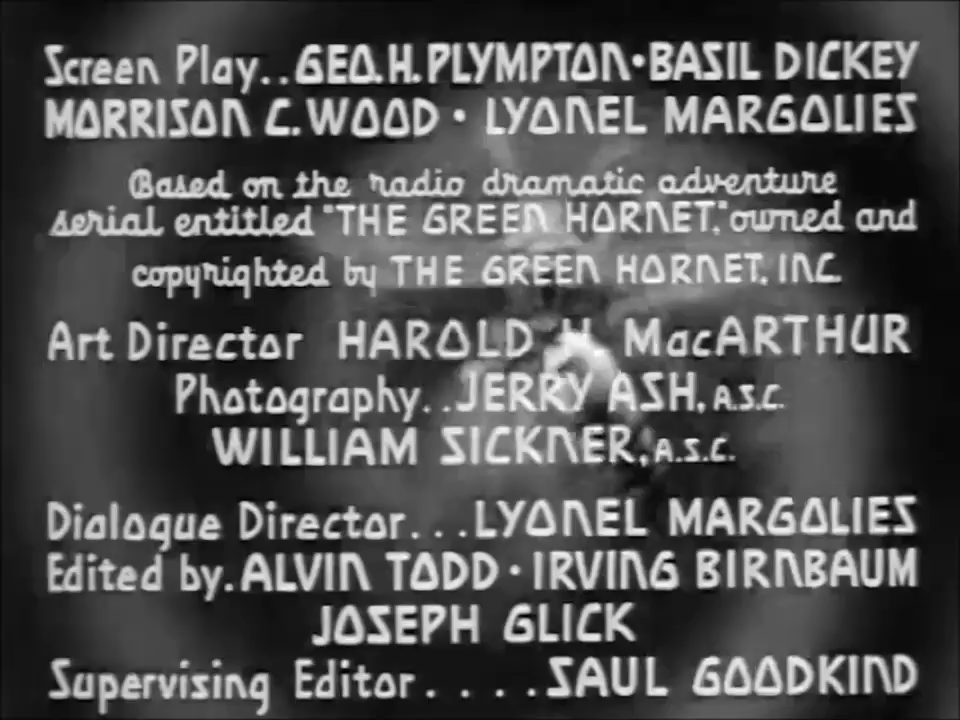 Screen Play..GEO.H.PLYMPTON•BASIL DICKEY
MORRISON C.WOOD • LYONEL MARGOLIES
Based on the radio dramatic adventure
serial entitled "THE GREEN HORNET," owned and
copyrighted by THE GREEN HORNET, INC.
Art Director HAROLD H. MacARTHUR
Photography..JERRY ASH, A.S.C.
WILLIAM SICKNER, A.S.C.
Dialogue Director...LYONEL MARGOLIES
Edited by.ALVIN TODD•IRVING BIRNBAUM
JOSEPH GLICK
Supervising Editor....SAUL GOODKIND